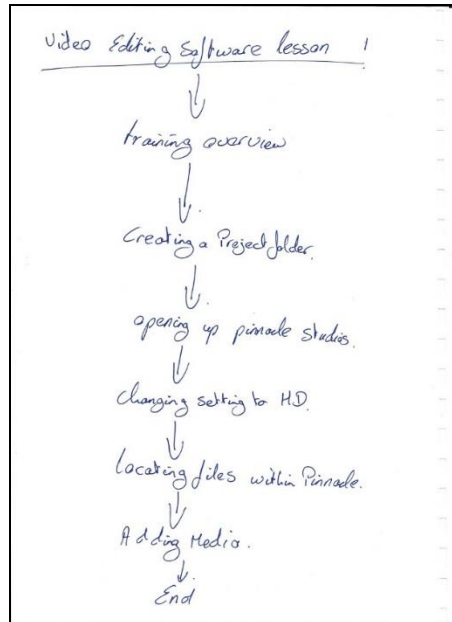 Video Editing Software lesson 1
training overview
Creating a Project folder.
opening up pinnacle studios.
Changing setting to HD.
Locating files within Pinnacle.
Adding Media.
End